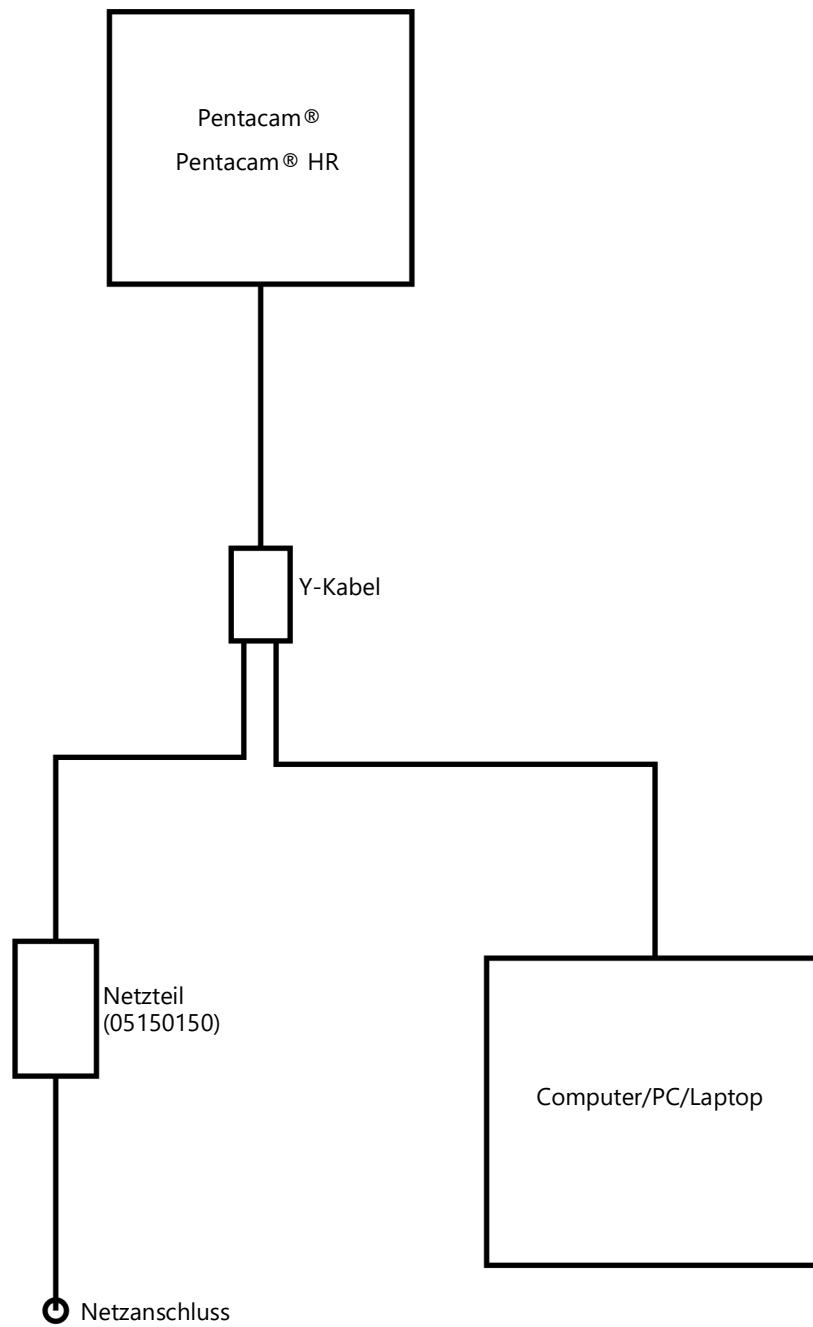 Pentacam®
Pentacam® HR
Y-Kabel
Netzteil
(05150150)
Computer/PC/Laptop
Netzanschluss